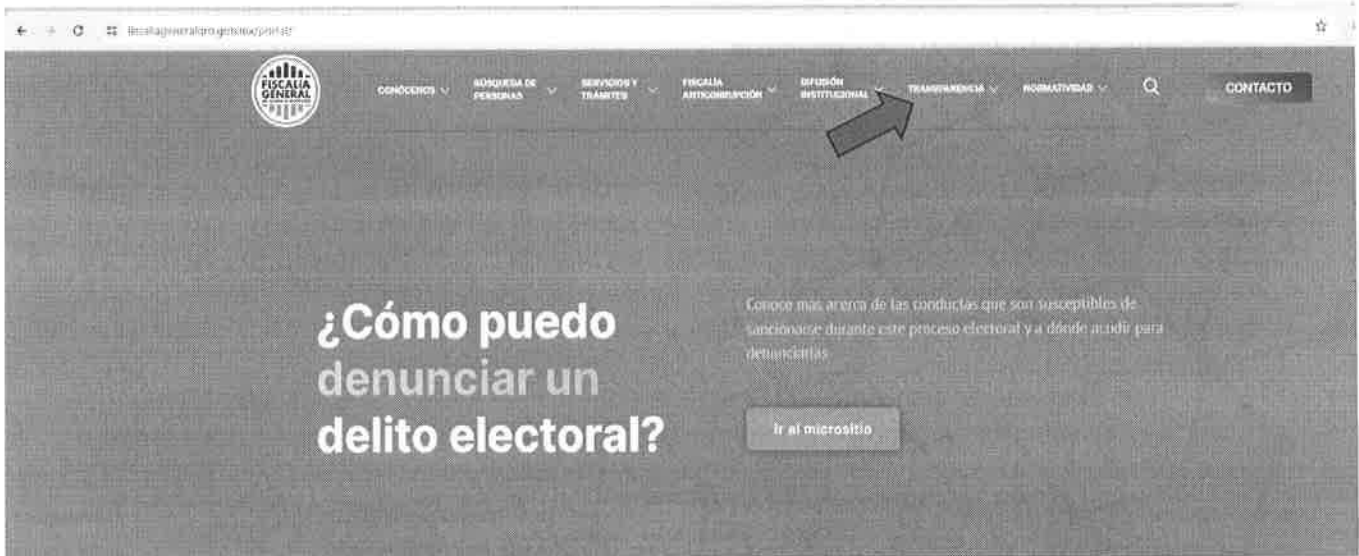 FISCALÍA
GENERAL
CONÓCENOS
BÚSQUEDA DE
PERSONAS
SERVICIOS Y
TRÁMITES
FISCALÍA
ANTICORRUPCIÓN
DIFUSIÓN
INSTITUCIONAL
TRANSPARENCIA
NORMATIVIDAD
CONTACTO
¿Cómo puedo
denunciar un
delito electoral?
Conoce más acerca de las conductas que son susceptibles de
sancionarse durante este proceso electoral y a dónde acudir para
denunciarlas
Ir al micrositio